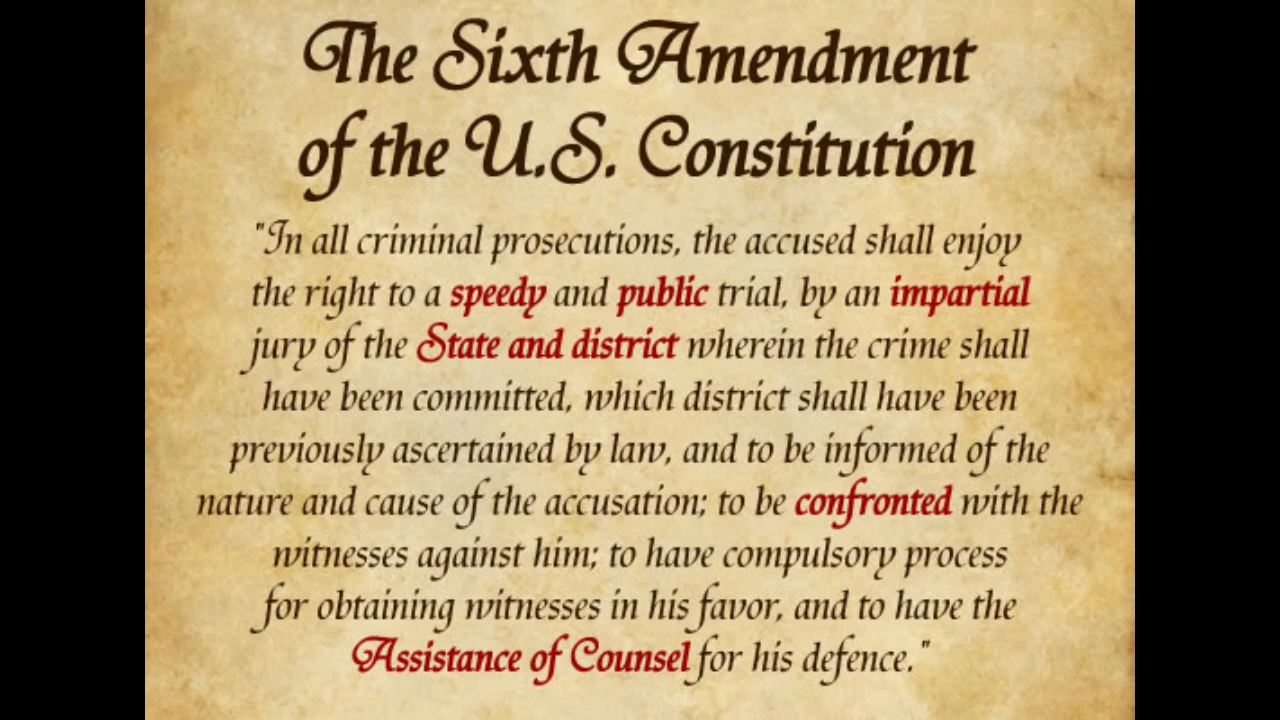 The Sixth Amendment
of the U.S. Constitution
"In all criminal prosecutions, the accused shall enjoy
the right to a speedy and public trial, by an impartial
jury of the State and district wherein the crime shall
have been committed, which district shall have been
previously ascertained by law, and to be informed of the
nature and cause of the accusation; to be confronted with the
witnesses against him; to have compulsory process
for obtaining witnesses in his favor, and to have the
Assistance of Counsel for his defence."